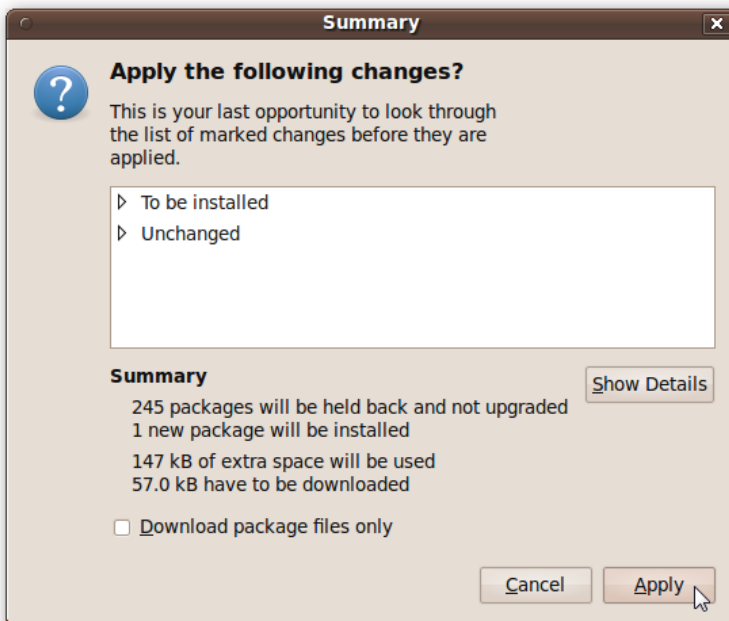 Summary
Apply the following changes?
This is your last opportunity to look through
the list of marked changes before they are
applied.
To be installed
Unchanged
Summary
Show Details
245 packages will be held back and not upgraded
1 new package will be installed
147 kB of extra space will be used
57.0 kB have to be downloaded
Download package files only
Cancel
Apply